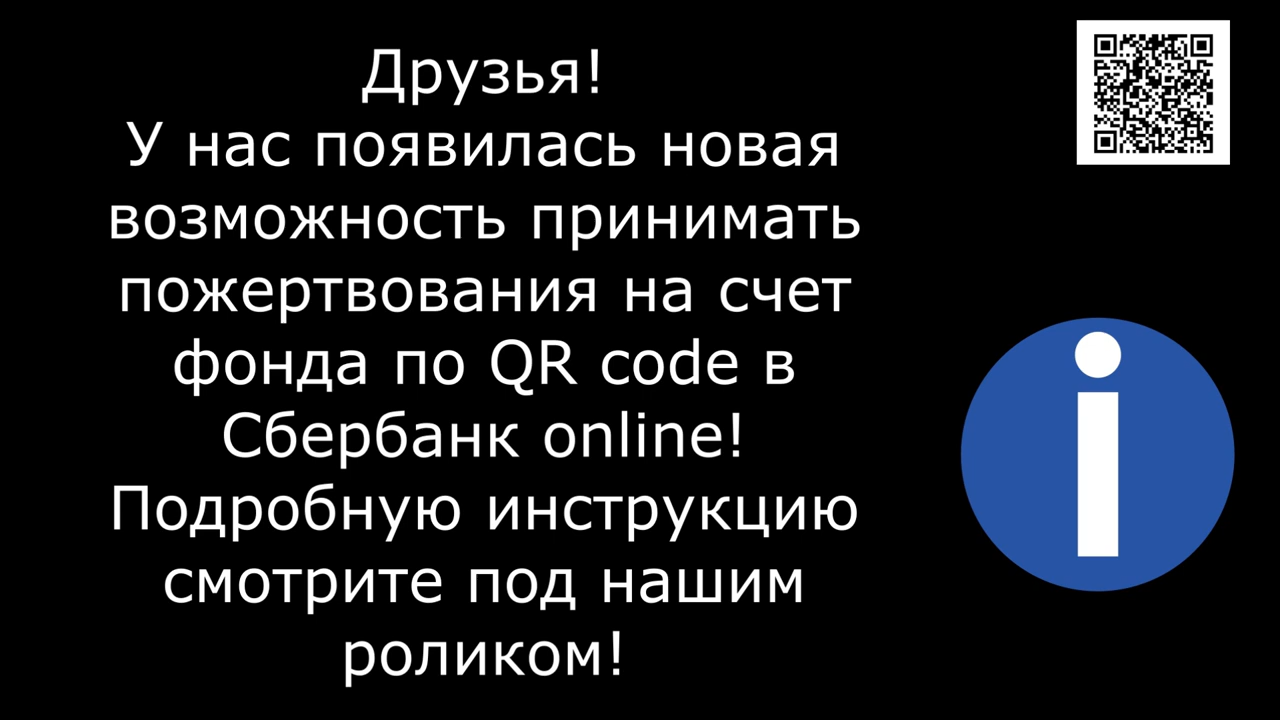 Друзья!
У нас появилась новая
возможность принимать
пожертвования на счет
фонда по QR code в
Сбербанк online!
Подробную инструкцию
смотрите под нашим
роликом!